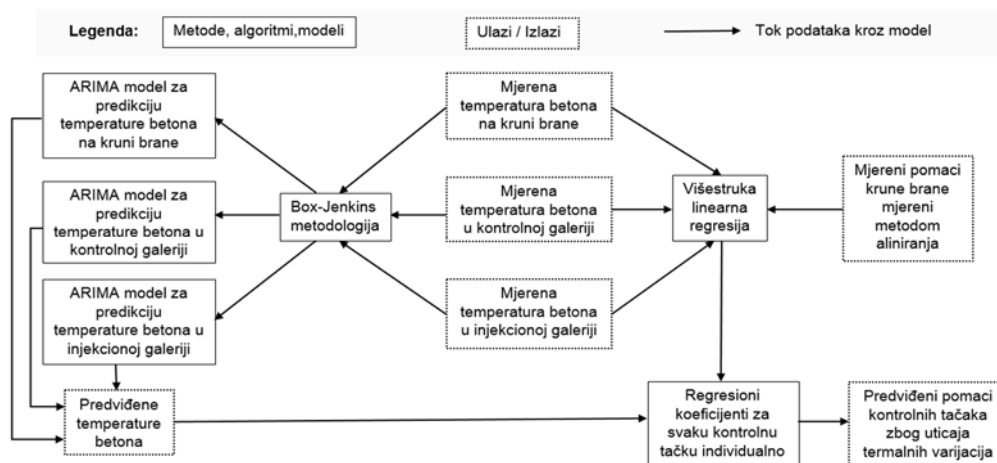 Legenda:
Metode, algoritmi,modeli
Ulazi / Izlazi
Tok podataka kroz model
ARIMA model za
predikciju
temperature betona
na kruni brane
Mjerena
temperatura betona
na kruni brane
ARIMA model za
predikciju
temperature betona u
kontrolnoj galeriji
Box-Jenkins
metodologija
Mjerena
temperatura betona
u kontrolnoj galeriji
Višestruka
linearna
regresija
Mjereni pomaci
krune brane
mjereni
metodom
aliniranja
ARIMA model za
predikciju
temperature betona u
injekcionoj galeriji
Mjerena
temperatura betona
u injekcionoj galeriji
Predviđene
temperature
betona
Regresioni
koeficijenti za
svaku kontrolnu
tačku individualno
Predviđeni pomaci
kontrolnih tačaka
zbog uticaja
termalnih varijacija